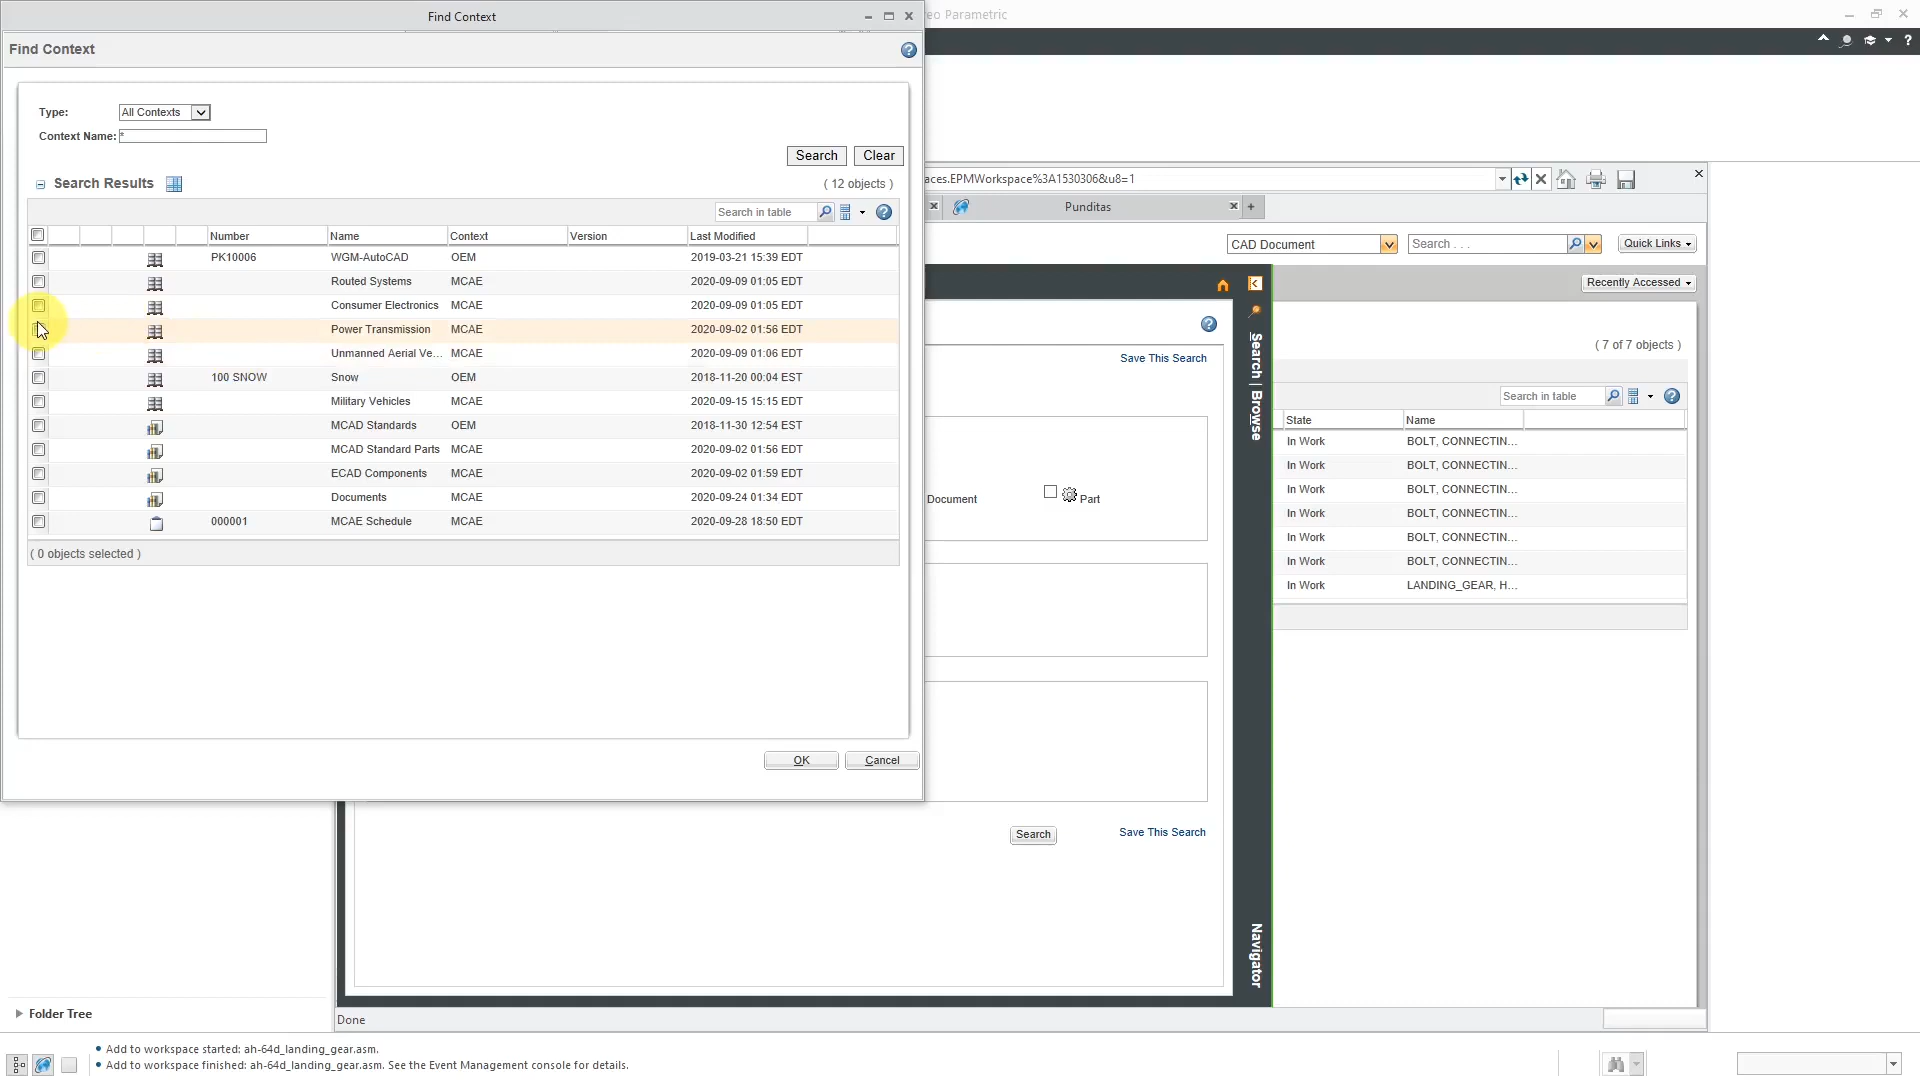 Find Context
eo Parametric
Find Context
Type:
All Contexts
Context Name:
*
Search
Clear
Search Results
( 12 objects )
Search in table
Number Name Context Version Last Modified
PK10006 WGM-AutoCAD OEM 2019-03-21 15:39 EDT
Routed Systems MCAE 2020-09-09 01:05 EDT
Consumer Electronics MCAE 2020-09-09 01:05 EDT
Power Transmission MCAE 2020-09-02 01:56 EDT
Unmanned Aerial Ve... MCAE 2020-09-09 01:06 EDT
100 SNOW Snow OEM 2018-11-20 00:04 EST
Military Vehicles MCAE 2020-09-15 15:15 EDT
MCAD Standards OEM 2018-11-30 12:54 EST
MCAD Standard Parts MCAE 2020-09-02 01:56 EDT
ECAD Components MCAE 2020-09-02 01:59 EDT
Documents MCAE 2020-09-24 01:34 EDT
000001 MCAE Schedule MCAE 2020-09-28 18:50 EDT
( 0 objects selected )
OK
Cancel
aces.EPMWorkspace%3A1530306&u8=1
Punditas
CAD Document
Search . . .
Quick Links
Recently Accessed
Save This Search
Search | Browse
( 7 of 7 objects )
Search in table
State Name
In Work BOLT, CONNECTIN...
In Work BOLT, CONNECTIN...
In Work BOLT, CONNECTIN...
In Work BOLT, CONNECTIN...
In Work BOLT, CONNECTIN...
In Work BOLT, CONNECTIN...
In Work LANDING_GEAR, H...
Document
Part
Search
Save This Search
Navigator
Folder Tree
Done
• Add to workspace started: ah-64d_landing_gear.asm.
• Add to workspace finished: ah-64d_landing_gear.asm. See the Event Management console for details.